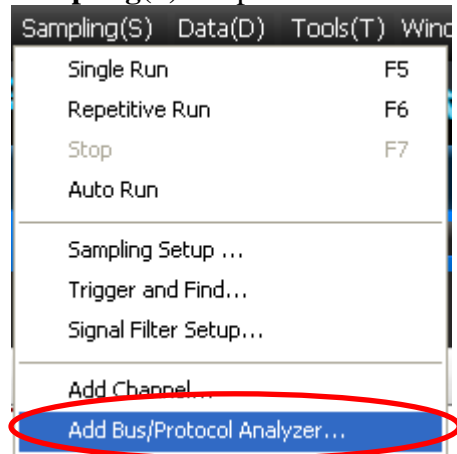 Sampling(S) Data(D) Tools(T) Wind
Single Run F5
Repetitive Run F6
Stop F7
Auto Run
Sampling Setup ...
Trigger and Find...
Signal Filter Setup...
Add Channel...
Add Bus/Protocol Analyzer...